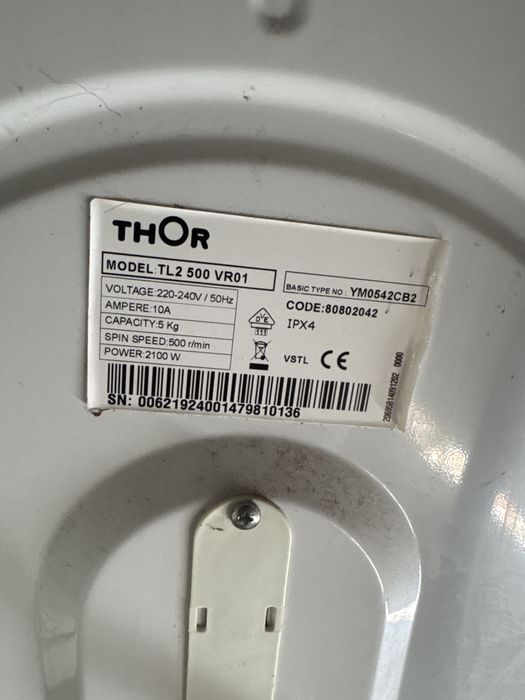 THOR
MODEL:TL2 500 VR01
BASIC TYPE NO: YM0542CB2
VOLTAGE:220-240V / 50Hz
AMPERE:10A
CAPACITY:5 Kg
SPIN SPEED:500 r/min
POWER:2100 W
CODE:80802042
IPX4
DVE
VSTL CE
SN: 00621924001479810136